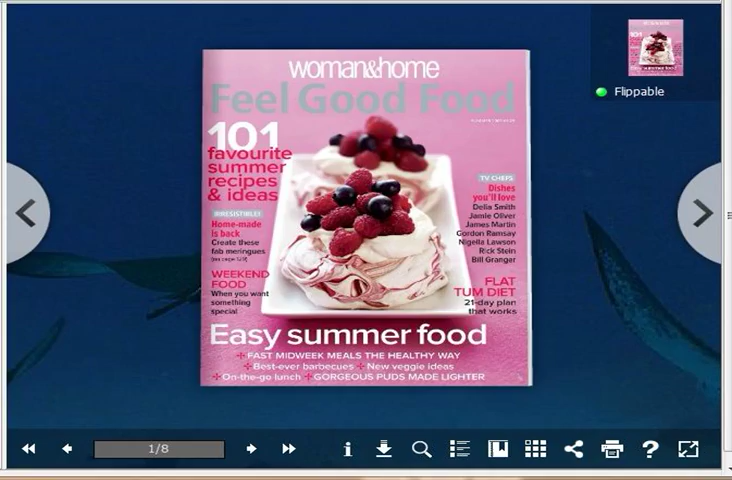 woman&home
Feel Good Food
101
favourite
summer
recipes
& ideas
IRRESISTIBLE!
Home-made
is back
Create these
fab meringues
WEEKEND
FOOD
When you want
something
special
TV CHEFS
Dishes
you'll love
Delia Smith
Jamie Oliver
James Martin
Gordon Ramsay
Nigella Lawson
Rick Stein
Bill Granger
FLAT
TUM DIET
21-day plan
that works
Easy summer food
+FAST MIDWEEK MEALS THE HEALTHY WAY
+Best-ever barbecues +New veggie ideas
+On-the-go lunch +GORGEOUS PUDS MADE LIGHTER
101
Easy summer food
Flippable
1/8